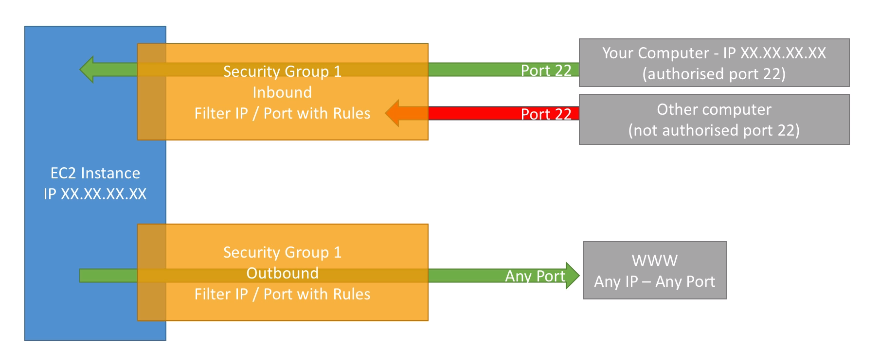 Your Computer - IP XX.XX.XX.XX
(authorised port 22)
Port 22
Security Group 1
Inbound
Filter IP / Port with Rules
Port 22
Other computer
(not authorised port 22)
EC2 Instance
IP XX.XX.XX.XX
Security Group 1
Outbound
Filter IP / Port with Rules
Any Port
WWW
Any IP – Any Port